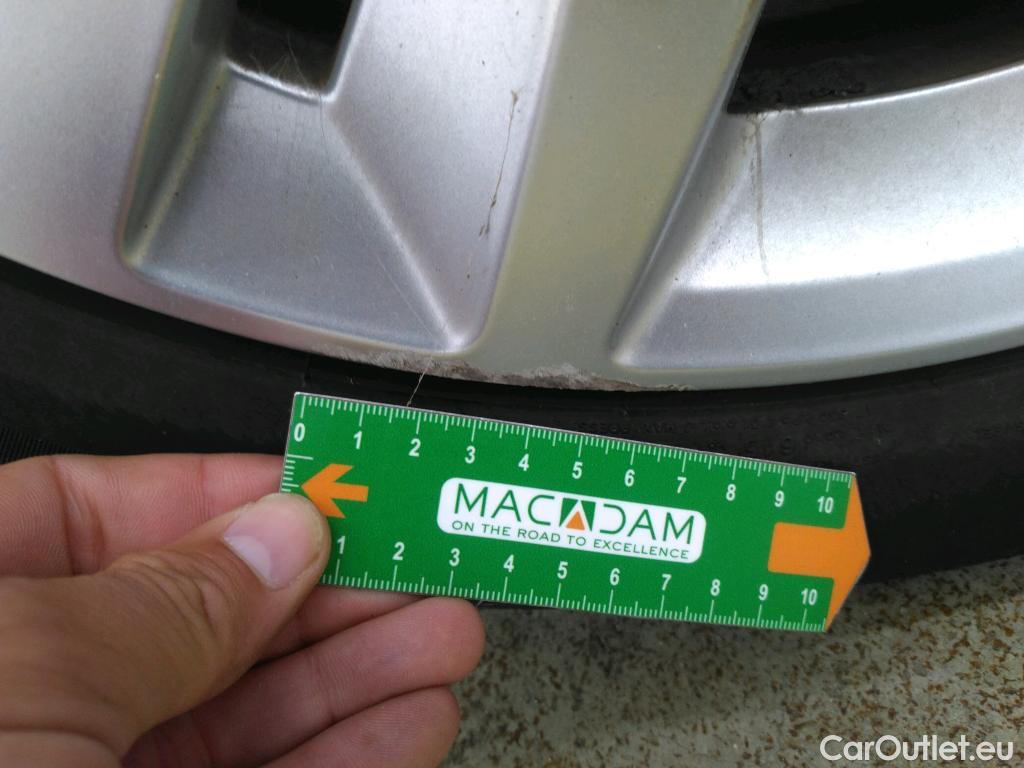 0 1 2 3 4 5 6 7 8 9 10
MACADAM
ON THE ROAD TO EXCELLENCE
1 2 3 4 5 6 7 8 9 10
CarOutlet.eu